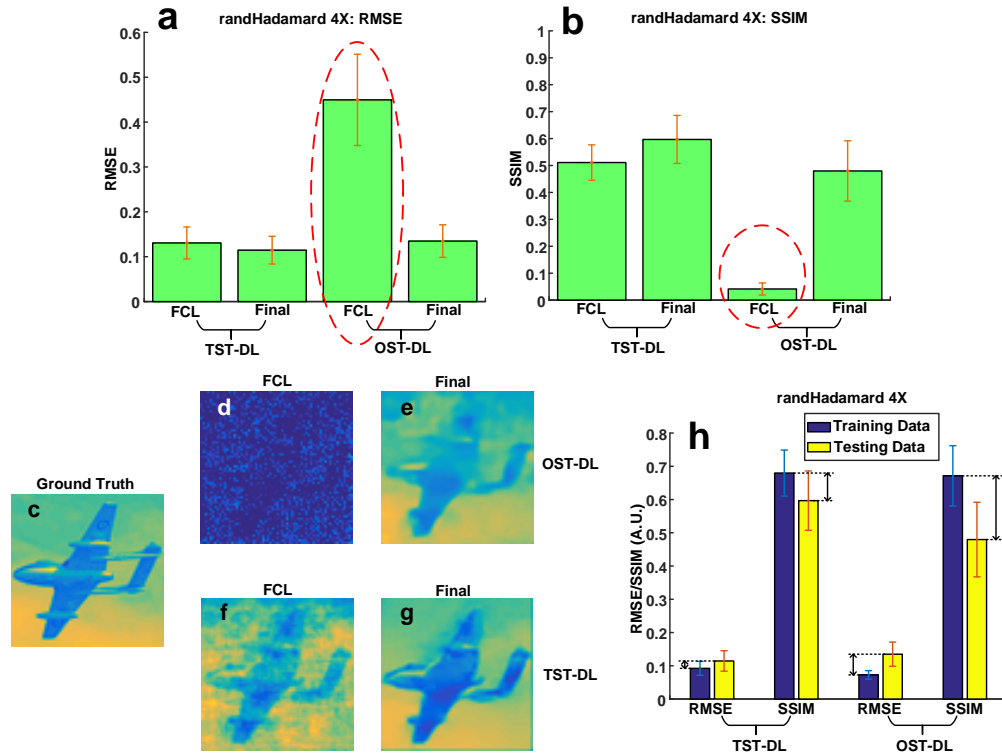 a
randHadamard 4X: RMSE
0.6
0.5
0.4
0.3
0.2
0.1
0
RMSE
FCL Final FCL Final
TST-DL OST-DL
b
randHadamard 4X: SSIM
1
0.9
0.8
0.7
0.6
0.5
0.4
0.3
0.2
0.1
0
SSIM
FCL Final FCL Final
TST-DL OST-DL
Ground Truth
c
FCL
d
Final
e
OST-DL
FCL
f
Final
g
TST-DL
randHadamard 4X
h
Training Data
Testing Data
0.8
0.7
0.6
0.5
0.4
0.3
0.2
0.1
0
RMSE/SSIM (A.U.)
RMSE SSIM RMSE SSIM
TST-DL OST-DL